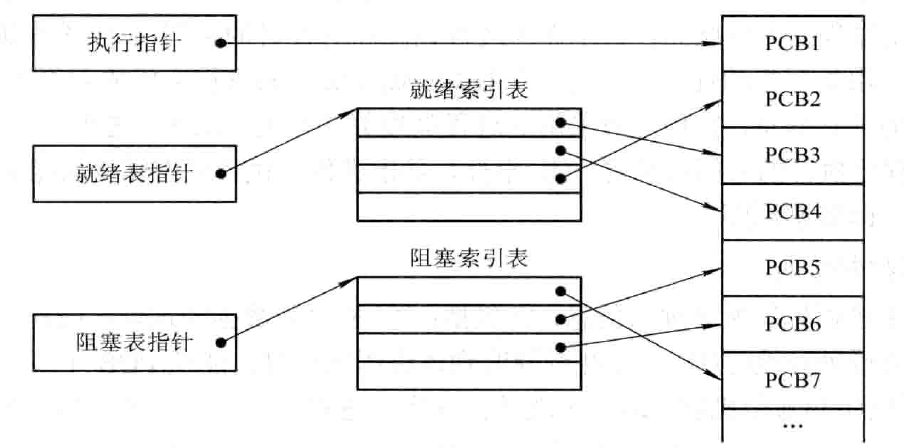 执行指针
就绪表指针
阻塞表指针
就绪索引表
阻塞索引表
PCB1
PCB2
PCB3
PCB4
PCB5
PCB6
PCB7
…